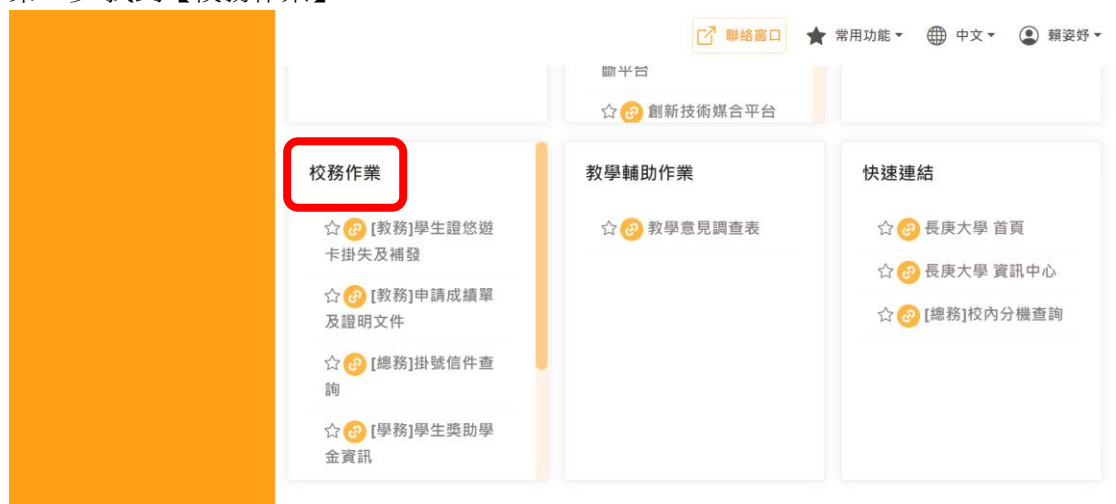 聯絡窗口 常用功能 中文 賴姿妤
斷平台
創新技術媒合平台
校務作業
[教務]學生證悠遊
卡掛失及補發
[教務]申請成績單
及證明文件
[總務]掛號信件查
詢
[學務]學生獎助學
金資訊
教學輔助作業
教學意見調查表
快速連結
長庚大學 首頁
長庚大學 資訊中心
[總務]校內分機查詢